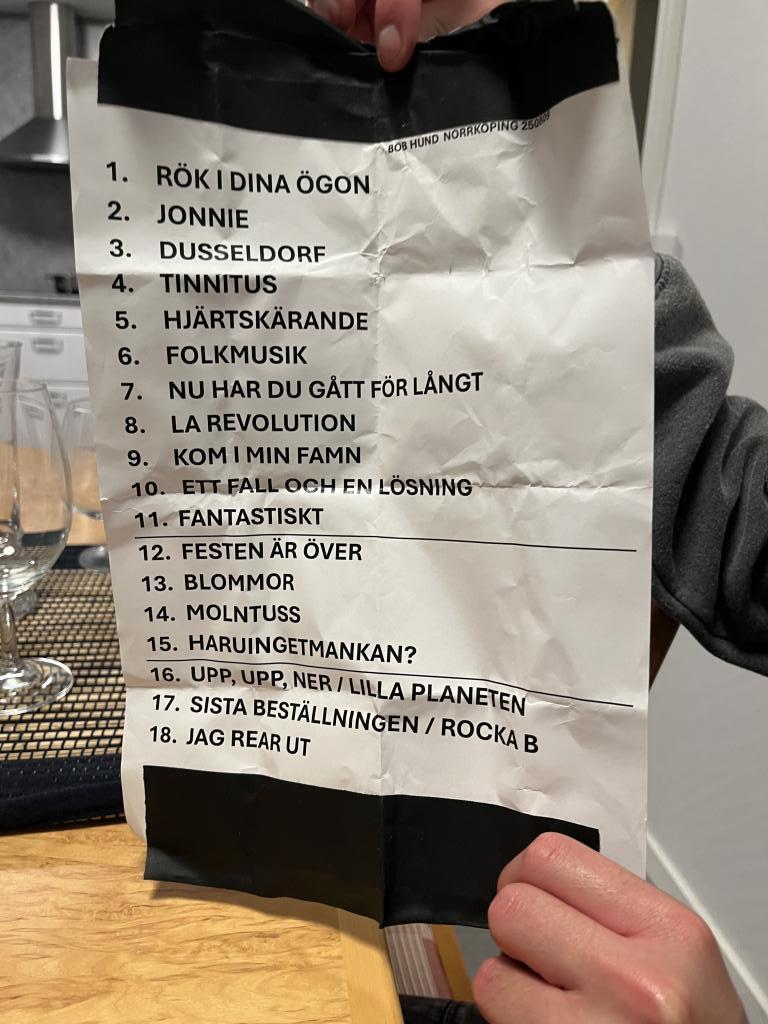 BOB HUND NORRKÖPING
1. RÖK I DINA ÖGON
2. JONNIE
3. DUSSELDORF
4. TINNITUS
5. HJÄRTSKÄRANDE
6. FOLKMUSIK
7. NU HAR DU GÅTT FÖR LÅNGT
8. LA REVOLUTION
9. KOM I MIN FAMN
10. ETT FALL OCH EN LÖSNING
11. FANTASTISKT
12. FESTEN ÄR ÖVER
13. BLOMMOR
14. MOLNTUSS
15. HARUINGETMANKAN?
16. UPP, UPP, NER / LILLA PLANETEN
17. SISTA BESTÄLLNINGEN / ROCKA B
18. JAG REAR UT